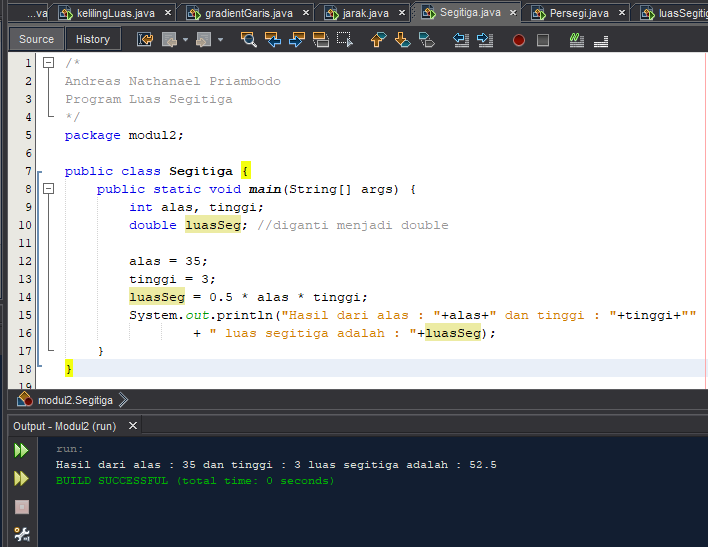 ...va kelilingLuas.java gradientGaris.java jarak.java Segitiga.java Persegi.java luasSegiti
Source History
1 /*
2 Andreas Nathanael Priambodo
3 Program Luas Segitiga
4 */
5 package modul2;
6
7 public class Segitiga {
8 public static void main(String[] args) {
9 int alas, tinggi;
10 double luasSeg; //diganti menjadi double
11
12 alas = 35;
13 tinggi = 3;
14 luasSeg = 0.5 * alas * tinggi;
15 System.out.println("Hasil dari alas : "+alas+" dan tinggi : "+tinggi+""
16 + " luas segitiga adalah : "+luasSeg);
17 }
18 }
19
modul2.Segitiga
Output - Modul2 (run)
run:
Hasil dari alas : 35 dan tinggi : 3 luas segitiga adalah : 52.5
BUILD SUCCESSFUL (total time: 0 seconds)